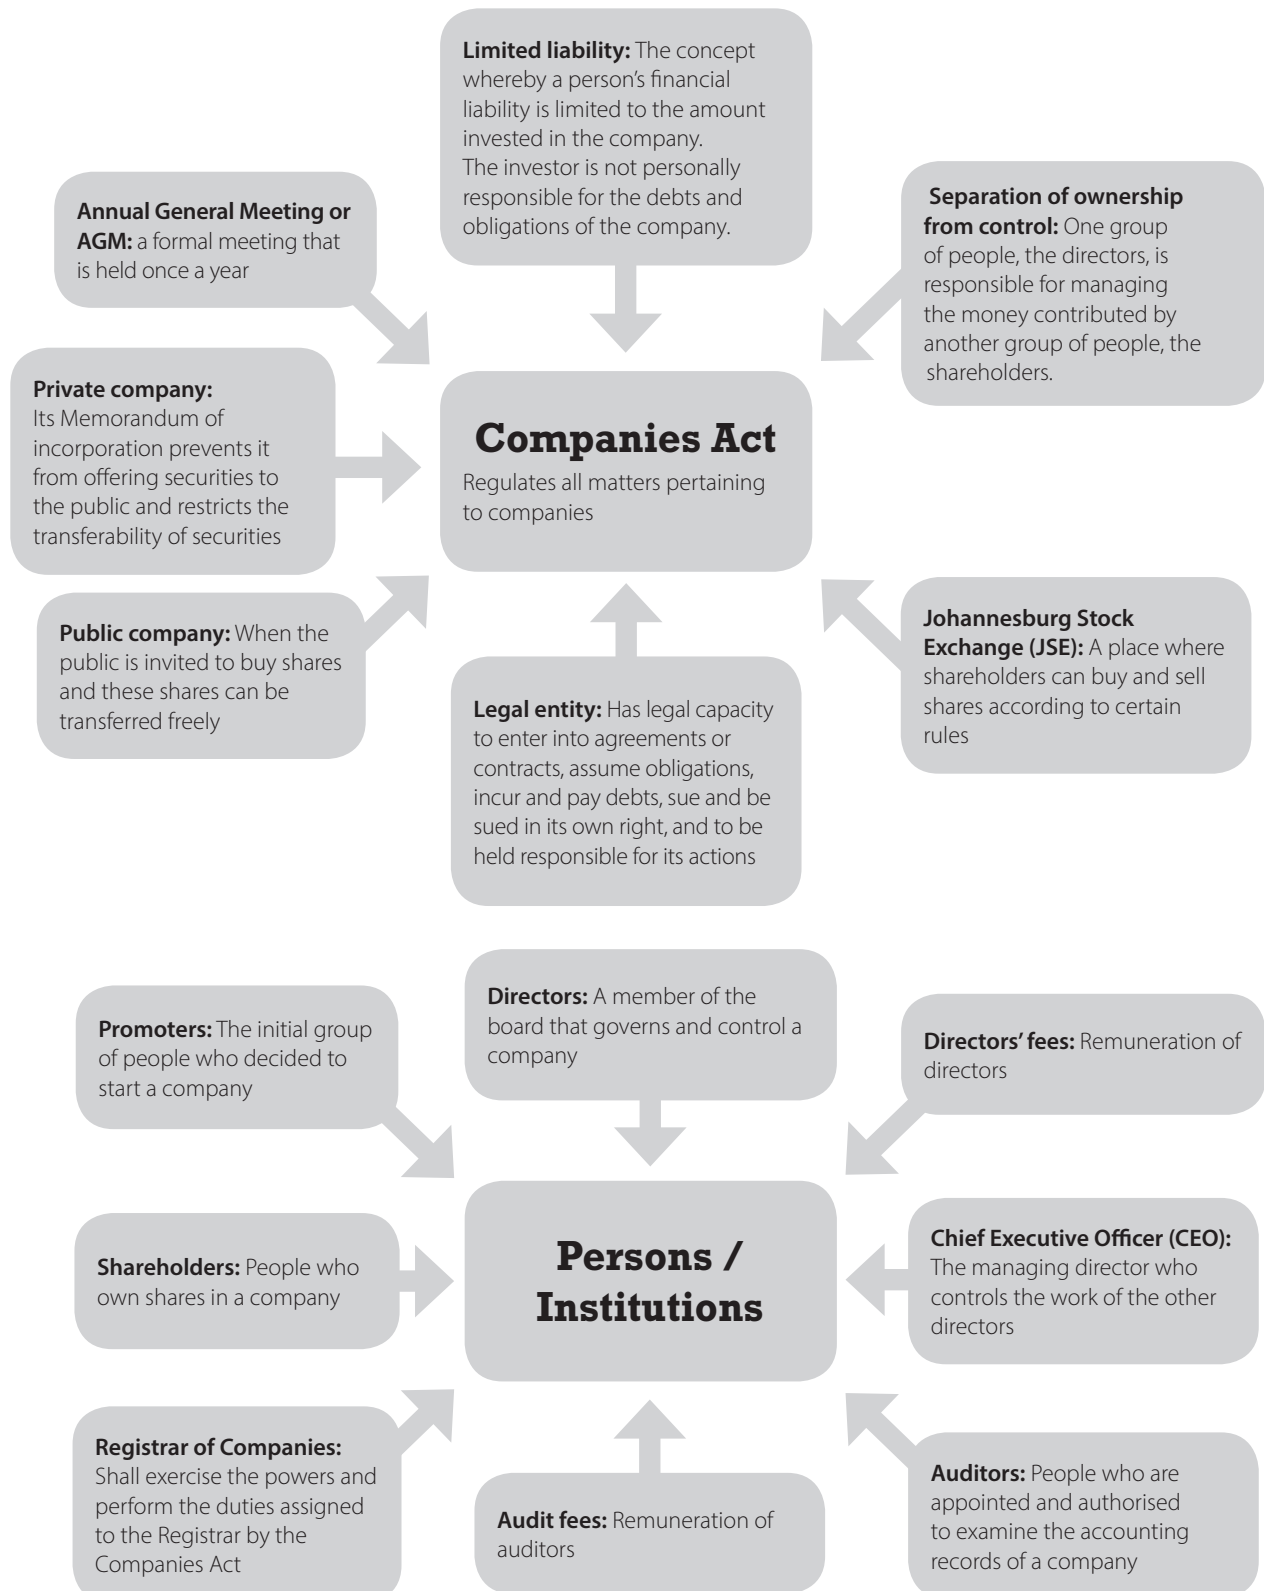 Limited liability: The concept
whereby a person’s financial
liability is limited to the amount
invested in the company.
The investor is not personally
responsible for the debts and
obligations of the company.
Annual General Meeting or
AGM: a formal meeting that
is held once a year
Separation of ownership
from control: One group
of people, the directors, is
responsible for managing
the money contributed by
another group of people, the
shareholders.
Private company:
Its Memorandum of
incorporation prevents it
from offering securities to
the public and restricts the
transferability of securities
Companies Act
Regulates all matters pertaining
to companies
Public company: When the
public is invited to buy shares
and these shares can be
transferred freely
Legal entity: Has legal capacity
to enter into agreements or
contracts, assume obligations,
incur and pay debts, sue and be
sued in its own right, and to be
held responsible for its actions
Johannesburg Stock
Exchange (JSE): A place where
shareholders can buy and sell
shares according to certain
rules
Promoters: The initial group
of people who decided to
start a company
Directors: A member of the
board that governs and control a
company
Directors’ fees: Remuneration of
directors
Shareholders: People who
own shares in a company
Persons /
Institutions
Chief Executive Officer (CEO):
The managing director who
controls the work of the other
directors
Registrar of Companies:
Shall exercise the powers and
perform the duties assigned
to the Registrar by the
Companies Act
Audit fees: Remuneration of
auditors
Auditors: People who are
appointed and authorised
to examine the accounting
records of a company